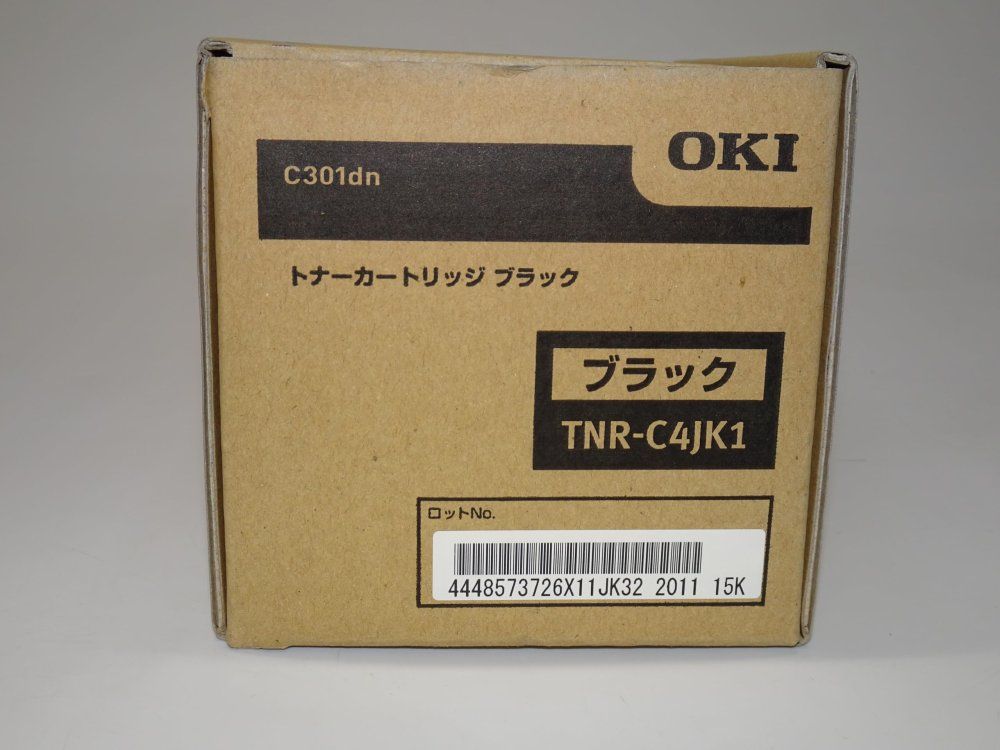 OKI
C301dn
トナーカートリッジ ブラック
ブラック
TNR-C4JK1
ロットNo.
4448573726X11JK32 2011 15K